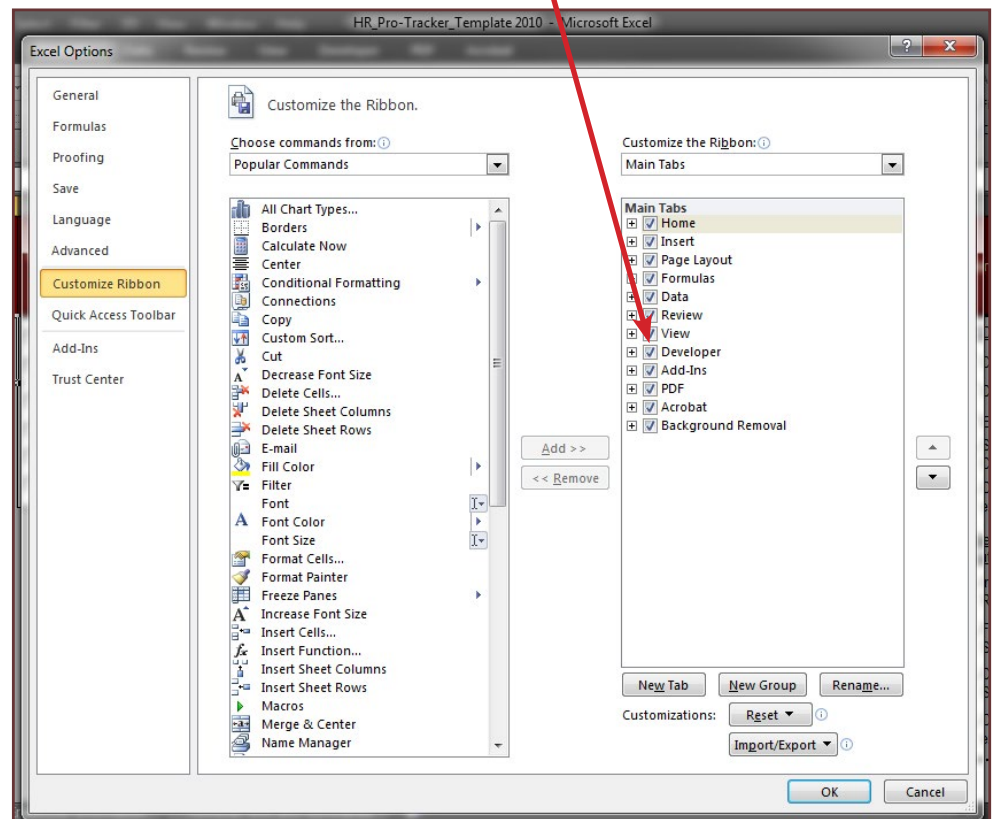 HR_Pro-Tracker_Template 2010 - Microsoft Excel
Excel Options
General
Formulas
Proofing
Save
Language
Advanced
Customize Ribbon
Quick Access Toolbar
Add-Ins
Trust Center
Customize the Ribbon.
Choose commands from:
Popular Commands
All Chart Types...
Borders
Calculate Now
Center
Conditional Formatting
Connections
Copy
Custom Sort...
Cut
Decrease Font Size
Delete Cells...
Delete Sheet Columns
Delete Sheet Rows
E-mail
Fill Color
Filter
Font
Font Color
Font Size
Format Cells...
Format Painter
Freeze Panes
Increase Font Size
Insert Cells...
Insert Function...
Insert Sheet Columns
Insert Sheet Rows
Macros
Merge & Center
Name Manager
Add >>
<< Remove
Customize the Ribbon:
Main Tabs
Main Tabs
Home
Insert
Page Layout
Formulas
Data
Review
View
Developer
Add-Ins
PDF
Acrobat
Background Removal
New Tab
New Group
Rename...
Customizations:
Reset
Import/Export
OK
Cancel